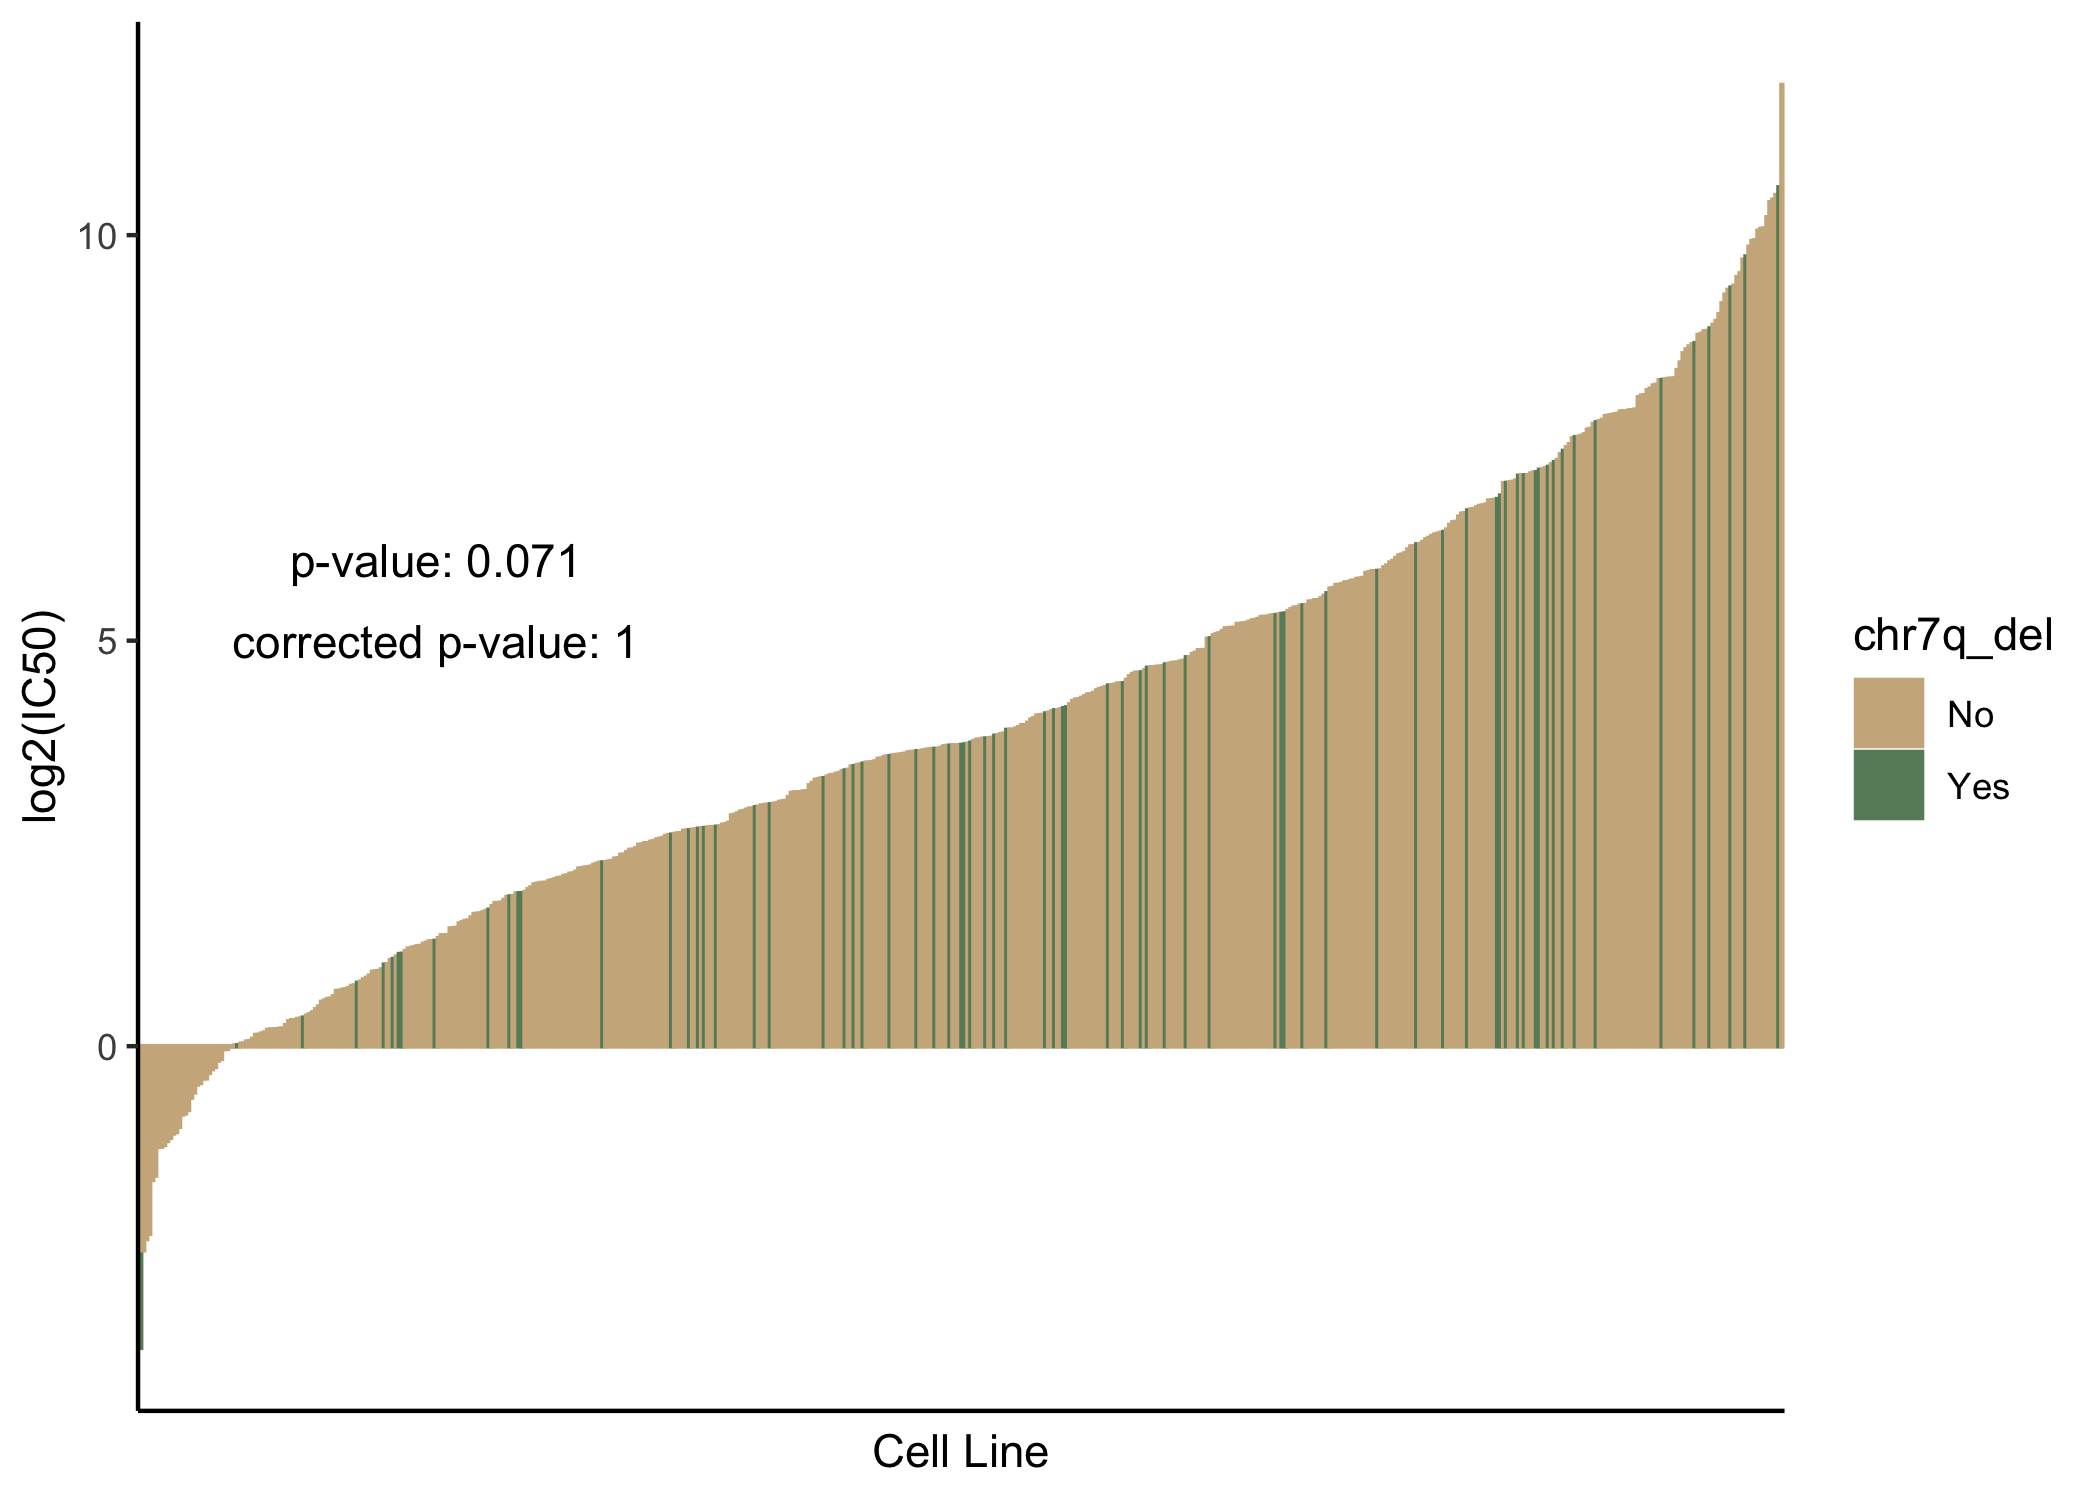 10
5
0
log2(IC50)
p-value: 0.071
corrected p-value: 1
Cell Line
chr7q_del
No
Yes